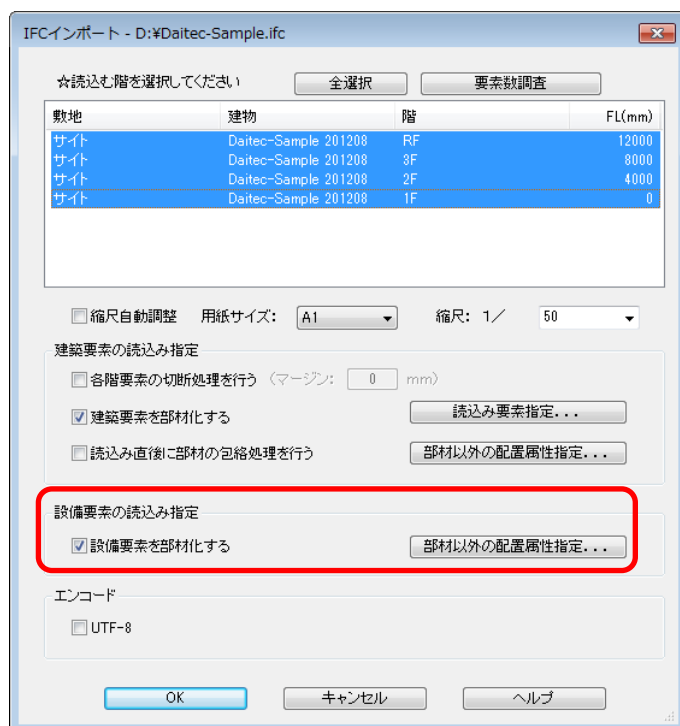 IFCインポート - D:¥Daitec-Sample.ifc
☆読込む階を選択してください 全選択 要素数調査
敷地 建物 階 FL(mm)
サイト Daitec-Sample 201208 RF 12000
サイト Daitec-Sample 201208 3F 8000
サイト Daitec-Sample 201208 2F 4000
サイト Daitec-Sample 201208 1F 0
縮尺自動調整 用紙サイズ: A1 縮尺: 1/ 50
建築要素の読込み指定
各階要素の切断処理を行う (マージン: 0 mm)
建築要素を部材化する 読込み要素指定...
読込み直後に部材の包絡処理を行う 部材以外の配置属性指定...
設備要素の読込み指定
設備要素を部材化する 部材以外の配置属性指定...
エンコード
UTF-8
OK キャンセル ヘルプ